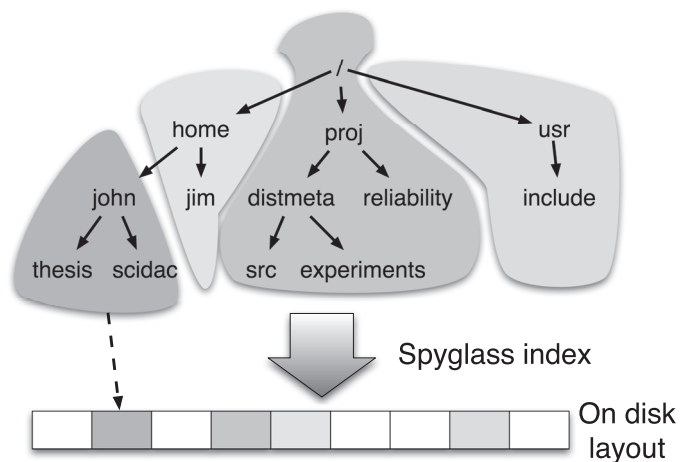 /
home
proj
usr
john
jim
distmeta
reliability
include
thesis
scidac
src
experiments
Spyglass index
On disk
layout